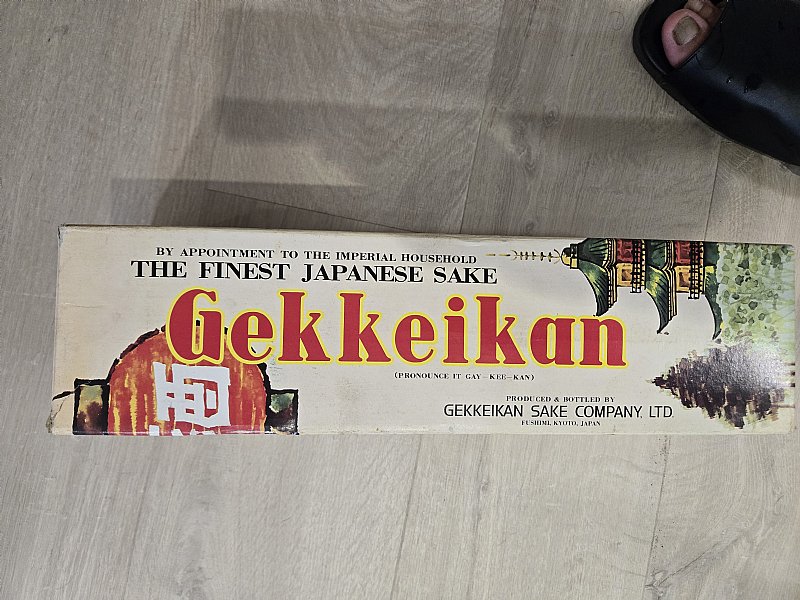 BY APPOINTMENT TO THE IMPERIAL HOUSEHOLD
THE FINEST JAPANESE SAKE
Gekkeikan
(PRONOUNCE IT GAY—KEE—KAN)
PRODUCED & BOTTLED BY
GEKKEIKAN SAKE COMPANY, LTD.
FUSHIMI, KYOTO, JAPAN